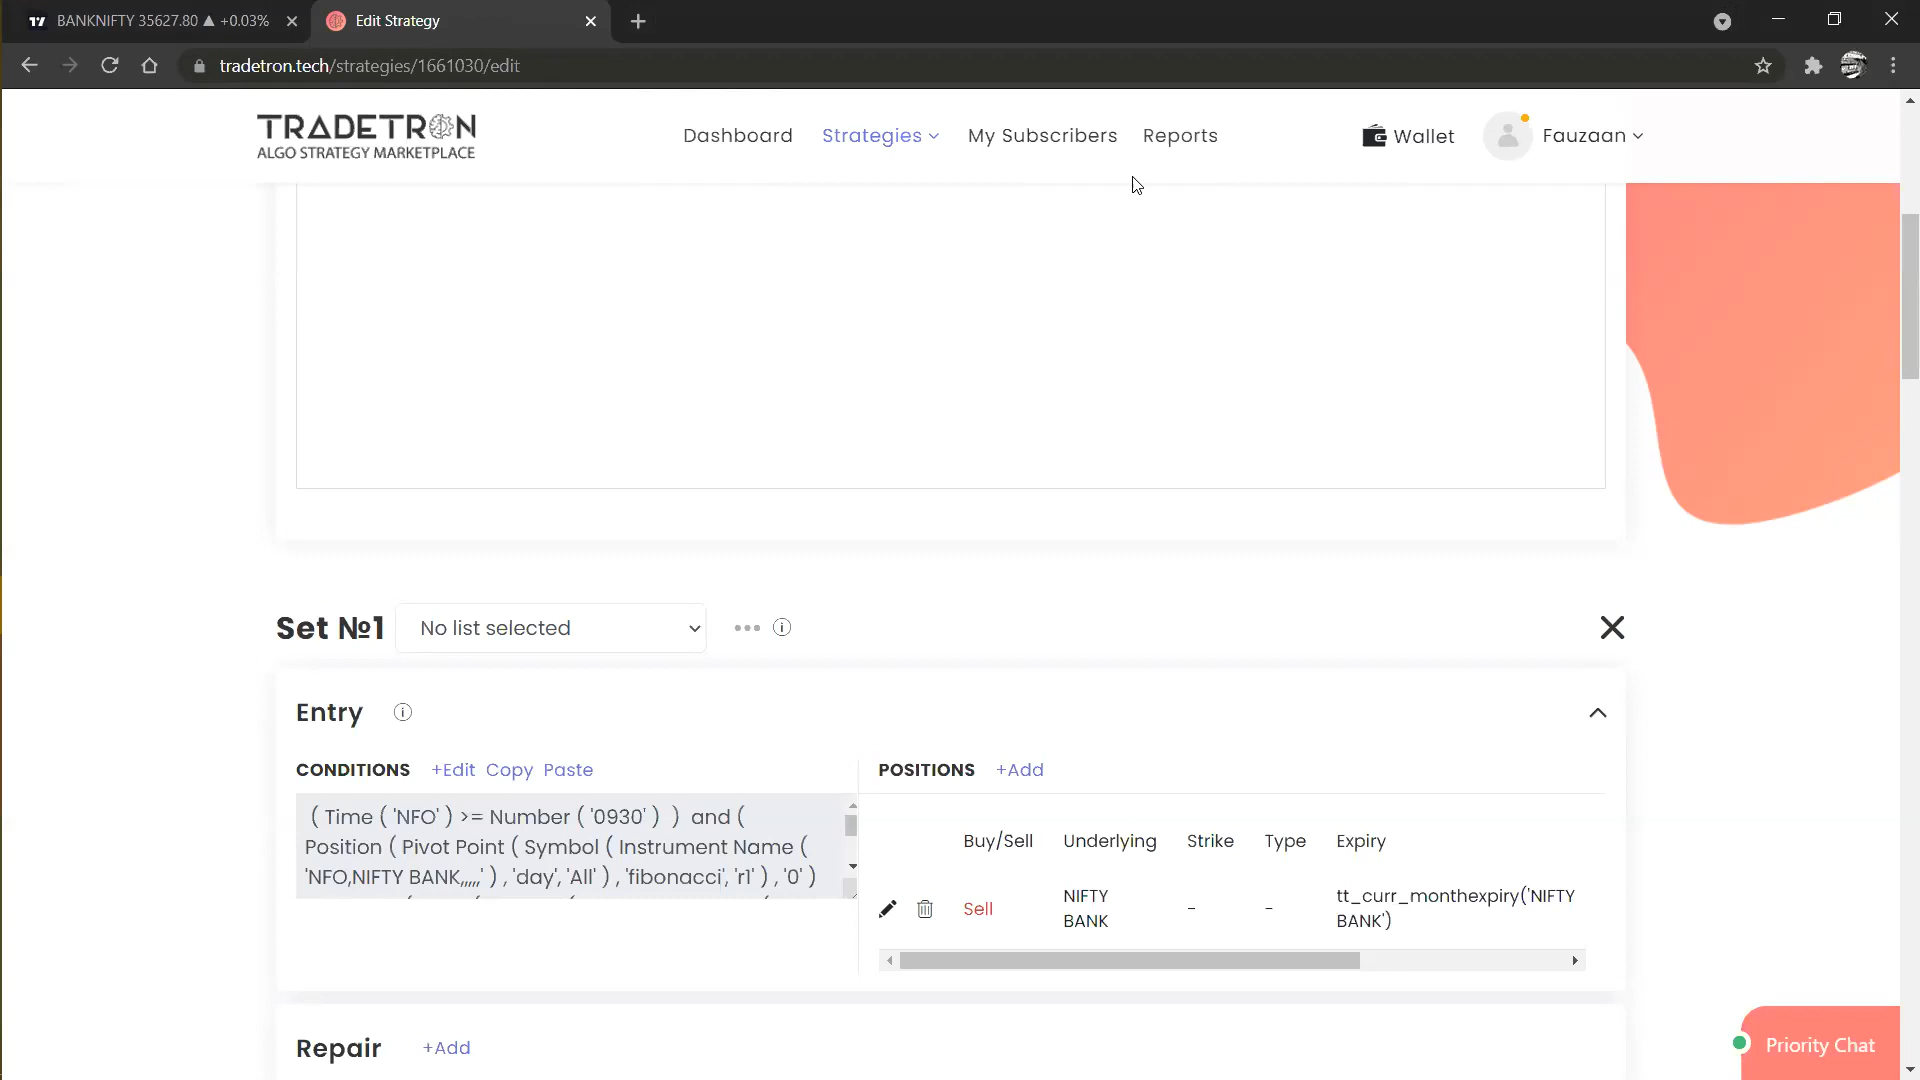 BANKNIFTY 35627.80 ▲ +0.03%
Edit Strategy
tradetron.tech/strategies/1661030/edit
TRADETRON
ALGO STRATEGY MARKETPLACE
Dashboard
Strategies
My Subscribers
Reports
Wallet
Fauzaan
Set №1
No list selected
Entry
CONDITIONS +Edit Copy Paste
POSITIONS +Add
( Time ( 'NFO' ) >= Number ( '0930' ) ) and (
Position ( Pivot Point ( Symbol ( Instrument Name (
'NFO,NIFTY BANK,,,,,' ) , 'day', 'All' ) , 'fibonacci', 'r1' ) , '0' )
Buy/Sell Underlying Strike Type Expiry
Sell
NIFTY
BANK
-
-
tt_curr_monthexpiry('NIFTY
BANK')
Repair +Add
Priority Chat